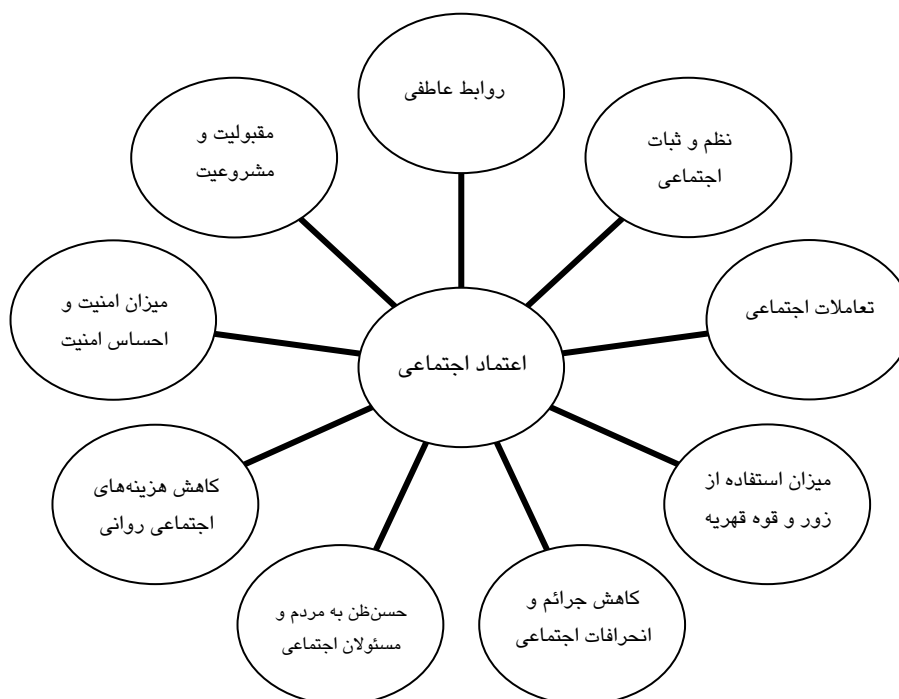 روابط عاطفی
نظم و ثبات
اجتماعی
تعاملات اجتماعی
میزان استفاده از
زور و قوه قهریه
کاهش جرائم و
انحرافات اجتماعی
حسن‌ظن به مردم و
مسئولان اجتماعی
کاهش هزینه‌های
اجتماعی روانی
میزان امنیت و
احساس امنیت
مقبولیت و
مشروعیت
اعتماد اجتماعی